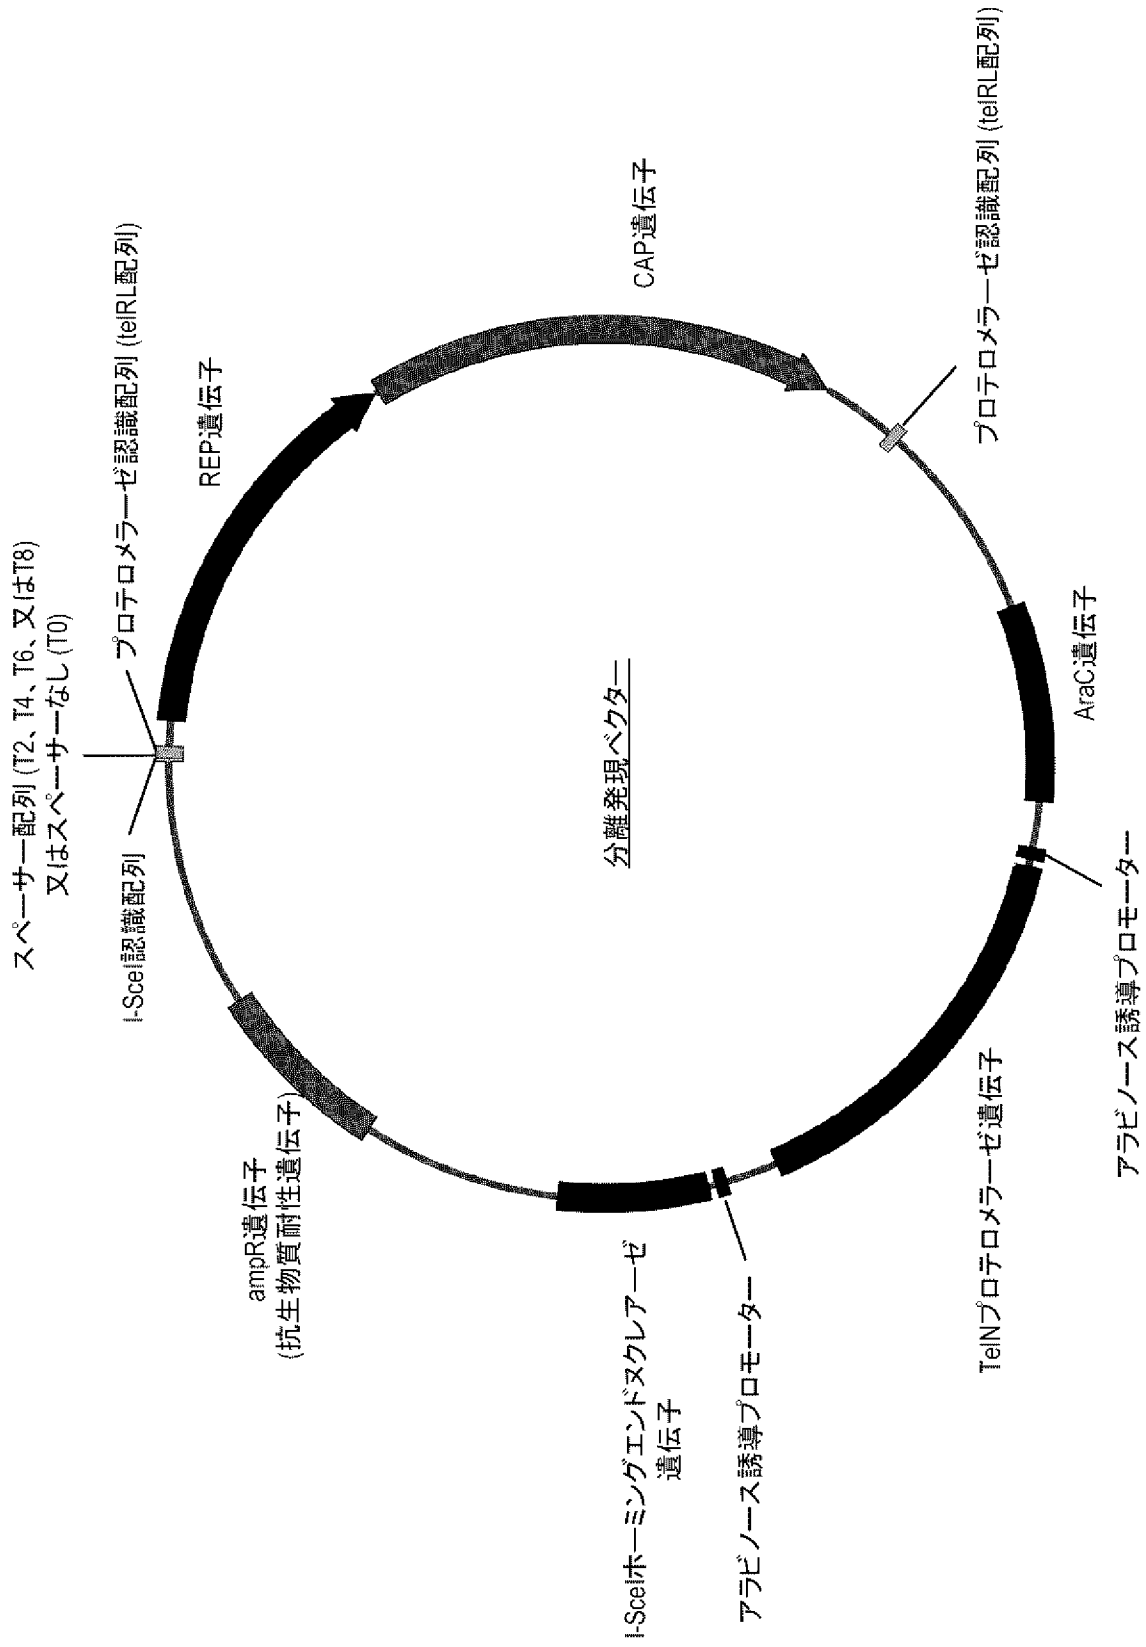 スペーサー配列 (T2、T4、T6、又はT8)
又はスペーサーなし (T0)
I-SceI認識配列
プロテロメラーゼ認識配列 (telRL配列)
REP遺伝子
CAP遺伝子
プロテロメラーゼ認識配列 (telRL配列)
AraC遺伝子
アラビノース誘導プロモーター
TelNプロテロメラーゼ遺伝子
アラビノース誘導プロモーター
I-SceIホーミングエンドヌクレアーゼ
遺伝子
ampR遺伝子
(抗生物質耐性遺伝子)
分離発現ベクター